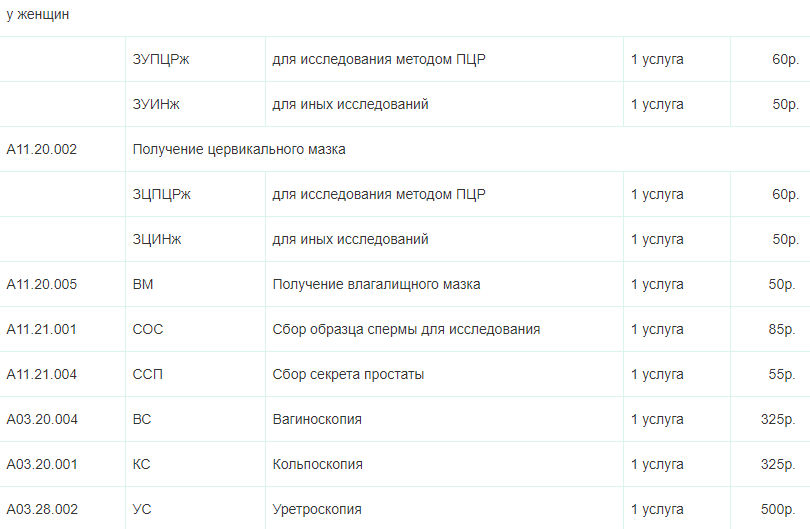 у женщин
ЗУПЦРж для исследования методом ПЦР 1 услуга 60р.
ЗУИНж для иных исследований 1 услуга 50р.
A11.20.002 Получение цервикального мазка
ЗЦПЦРж для исследования методом ПЦР 1 услуга 60р.
ЗЦИНж для иных исследований 1 услуга 50р.
A11.20.005 ВМ Получение влагалищного мазка 1 услуга 50р.
A11.21.001 СОС Сбор образца спермы для исследования 1 услуга 85р.
A11.21.004 ССП Сбор секрета простаты 1 услуга 55р.
A03.20.004 ВС Вагиноскопия 1 услуга 325р.
A03.20.001 КС Кольпоскопия 1 услуга 325р.
A03.28.002 УС Уретроскопия 1 услуга 500р.